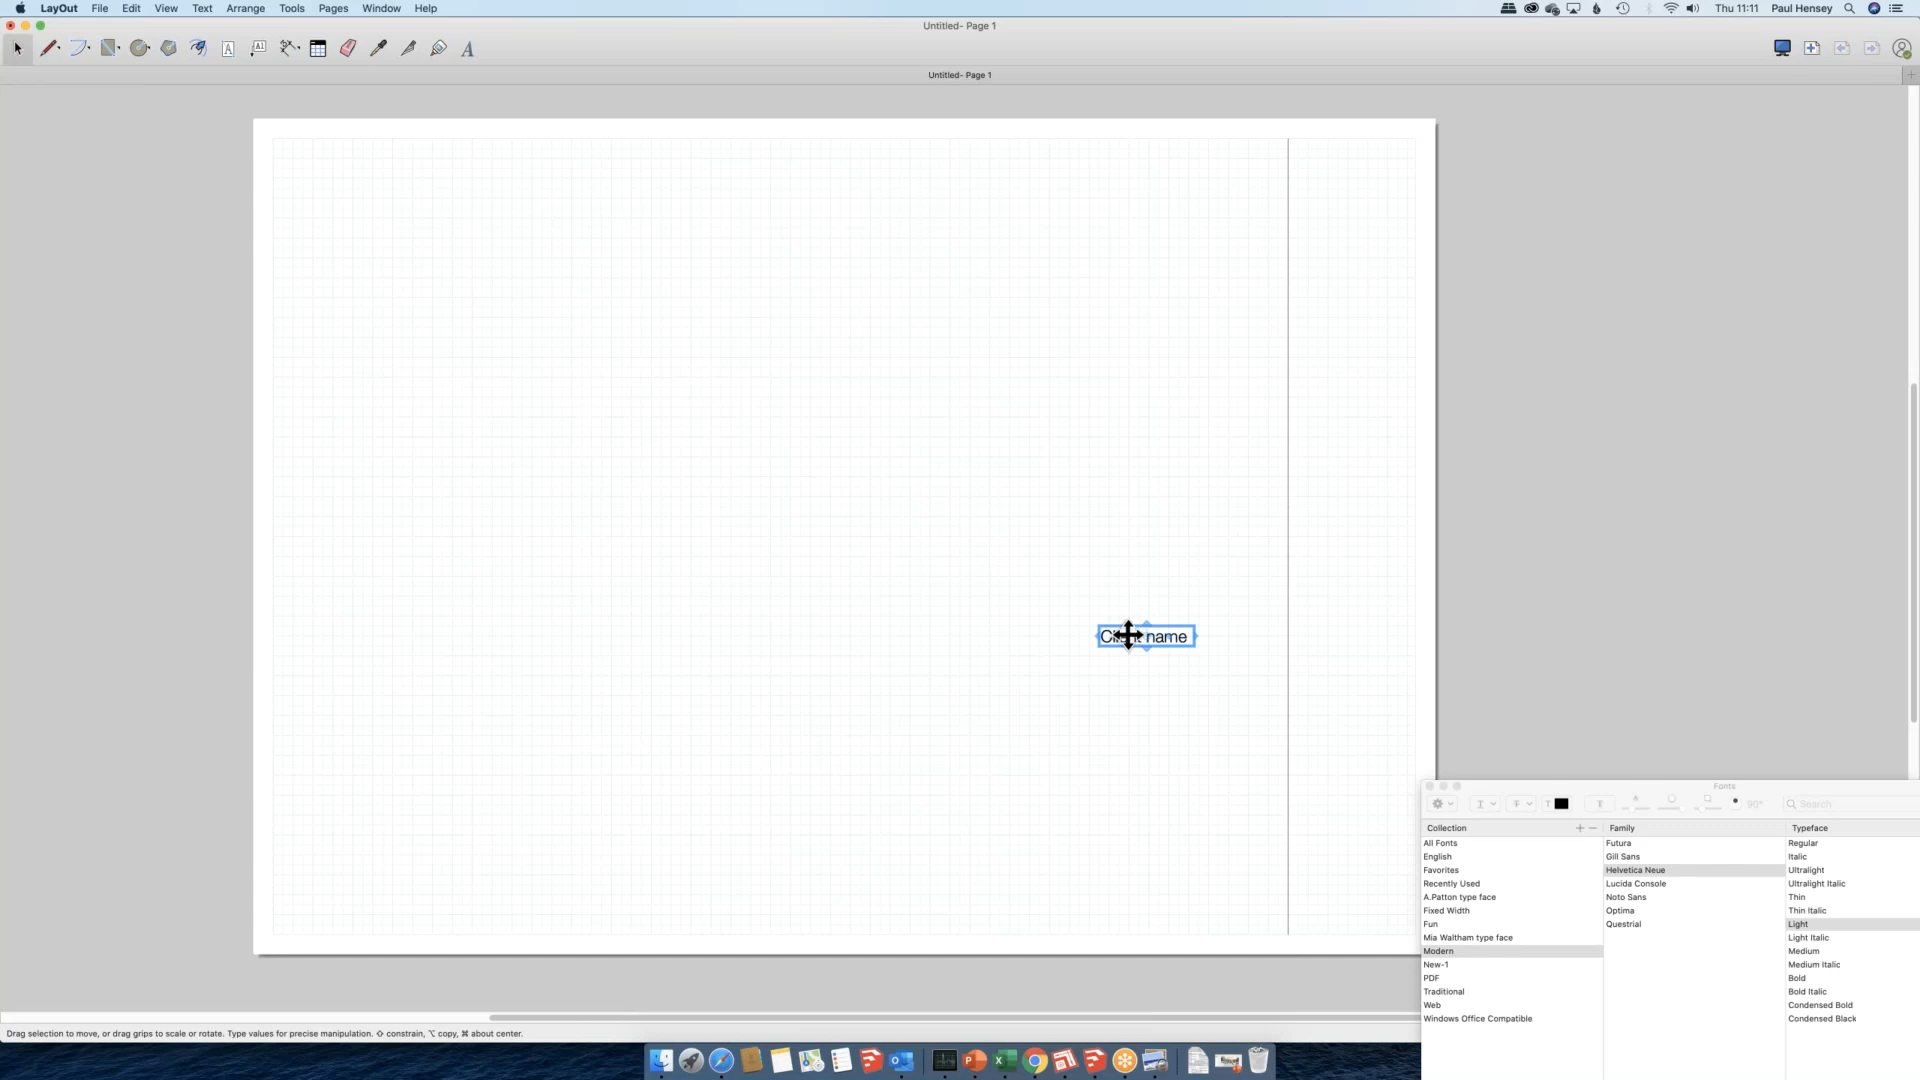 LayOut File Edit View Text Arrange Tools Pages Window Help
Thu 11:11 Paul Hensey
Untitled- Page 1
Untitled- Page 1
name
Fonts
90°
Search
Collection Family Typeface
All Fonts Futura Regular
English Gill Sans Italic
Favorites Helvetica Neue Ultralight
Recently Used Lucida Console Ultralight Italic
A.Patton type face Noto Sans Thin
Fixed Width Optima Thin Italic
Fun Questrial Light
Mia Waltham type face Light Italic
Modern Medium
New-1 Medium Italic
PDF Bold
Traditional Bold Italic
Web Condensed Bold
Windows Office Compatible Condensed Black
Drag selection to move, or drag grips to scale or rotate. Type values for precise manipulation. ⇧ constrain, ⌥ copy, ⌘ about center.